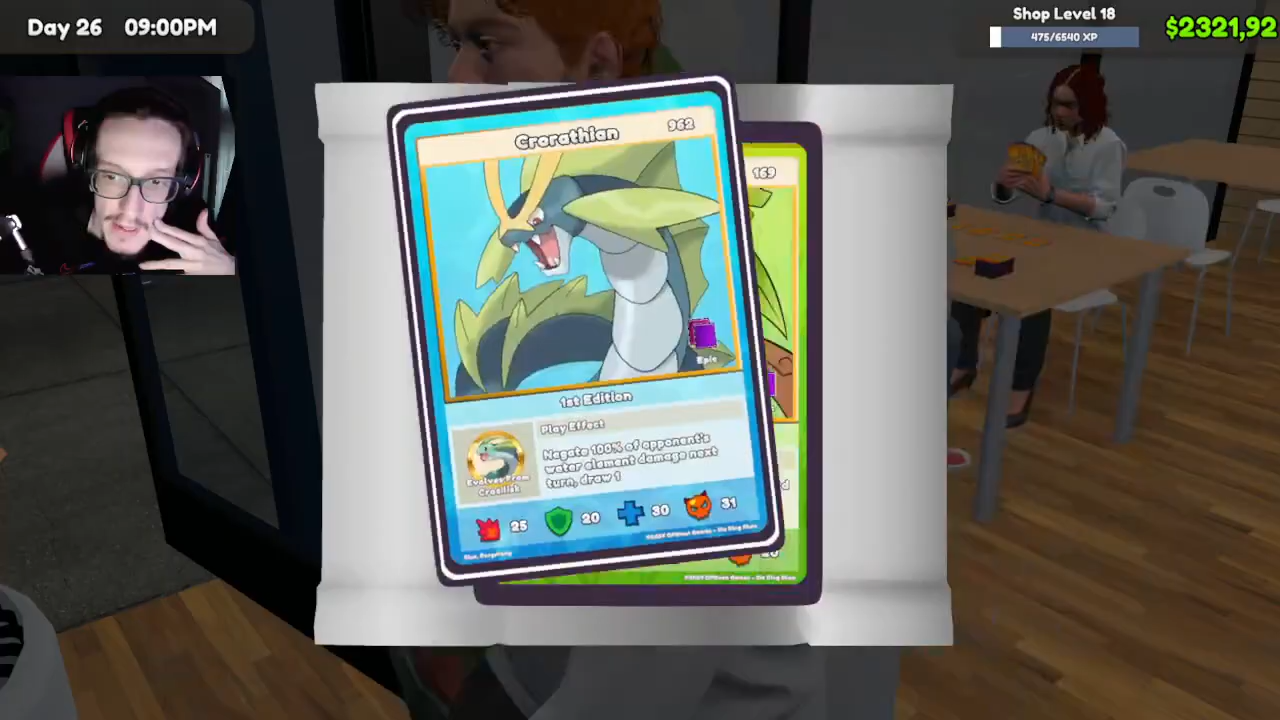 Day 26 09:00PM
Shop Level 18
475/6540 XP
$2321,92
Crorathian 962
169
Epic
1st Edition
Play Effect
Negate 100% of opponent's
water element damage next
turn, draw 1
Evolves From
Crosilisk
25 20 30 31